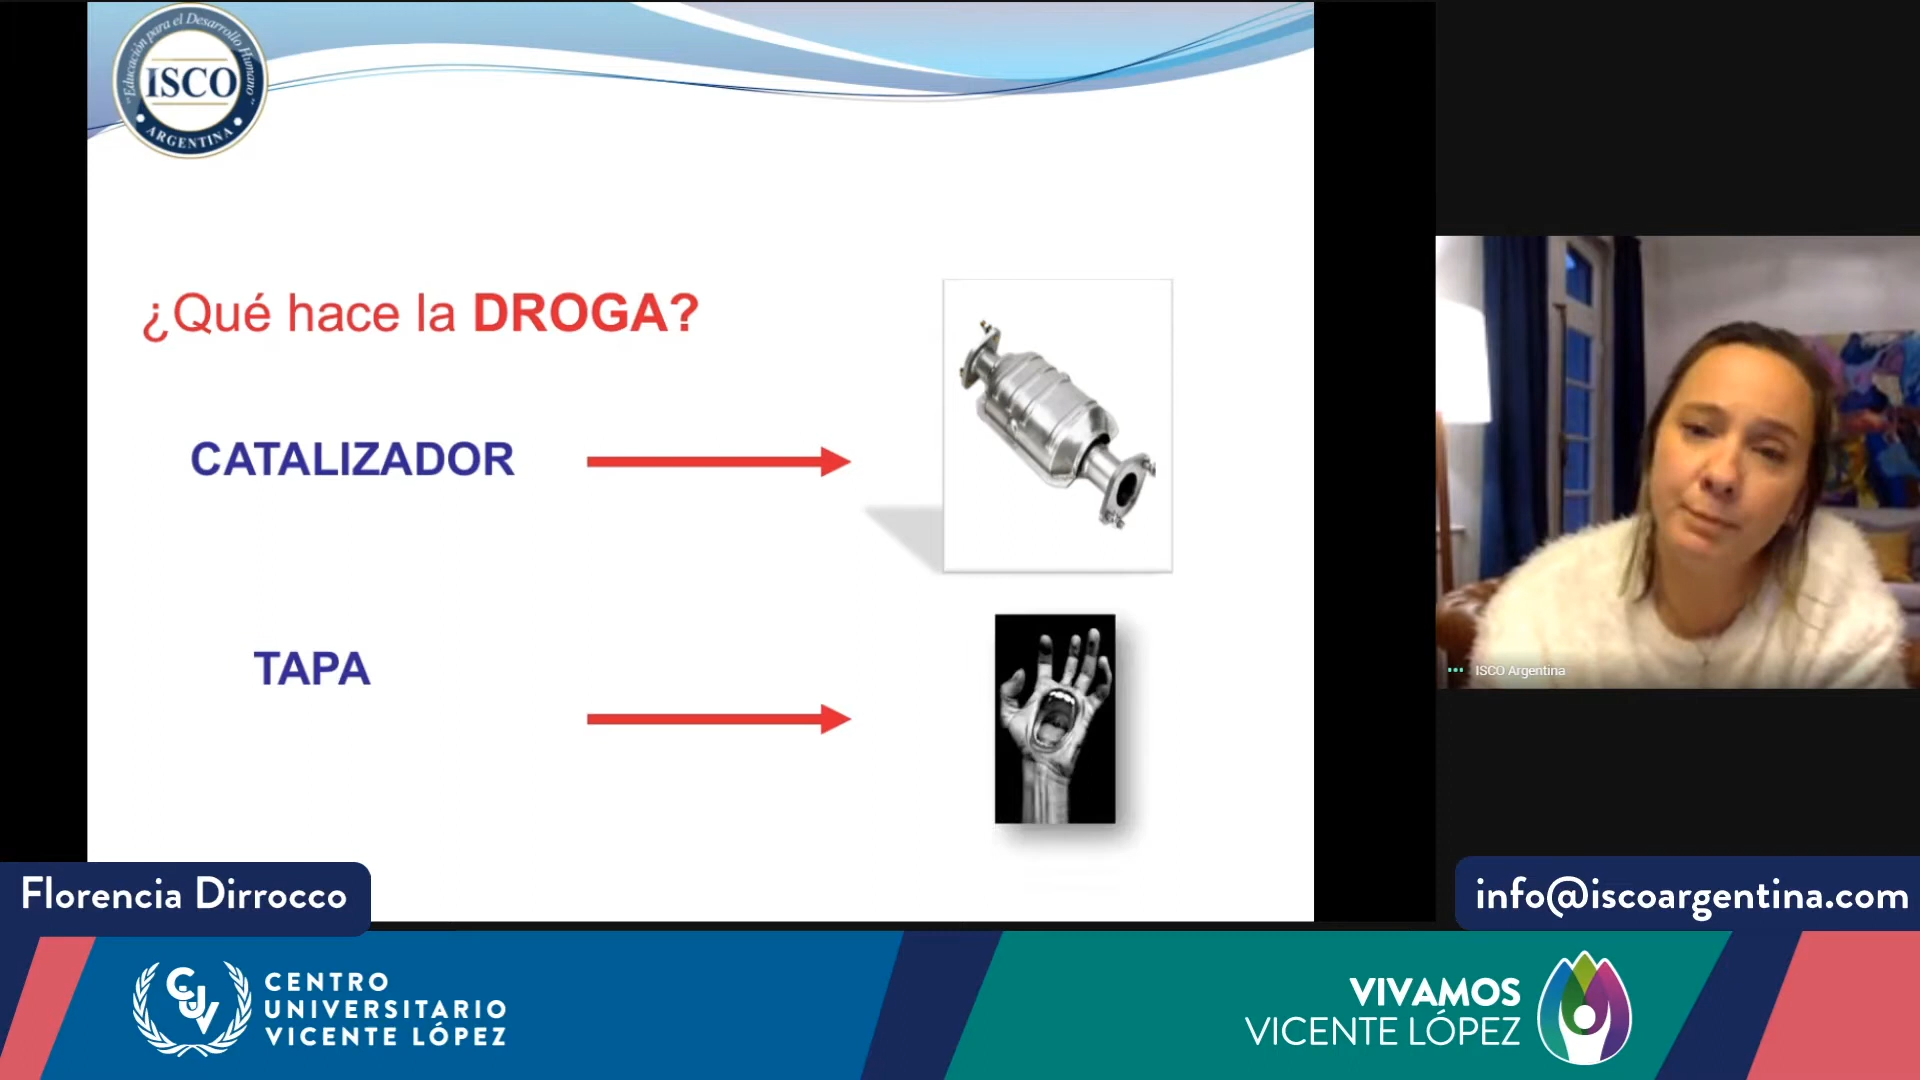 "Educación para el Desarrollo Humano"
ISCO
ARGENTINA
¿Qué hace la DROGA?
CATALIZADOR
TAPA
ISCO Argentina
Florencia Dirrocco
info@iscoargentina.com
CUV
CENTRO
UNIVERSITARIO
VICENTE LÓPEZ
VIVAMOS
VICENTE LÓPEZ